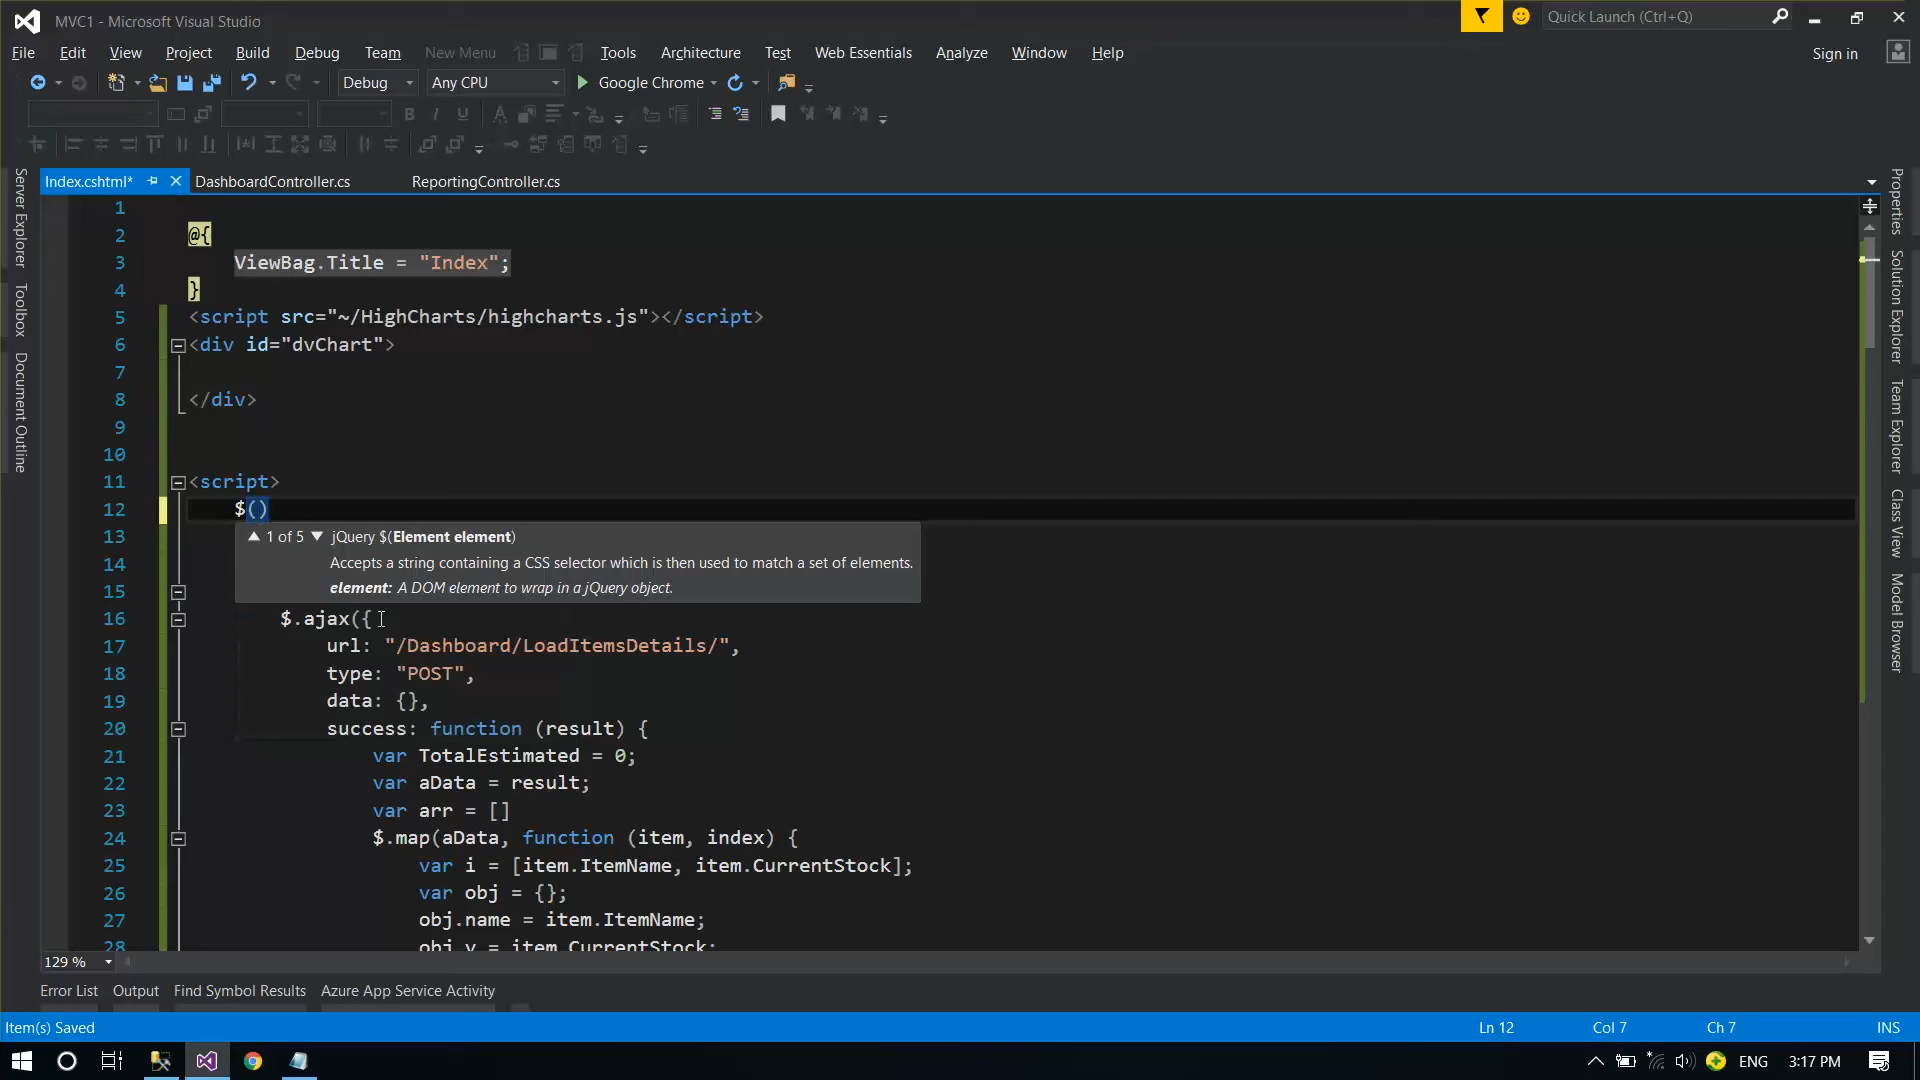 MVC1 - Microsoft Visual Studio
Quick Launch (Ctrl+Q)
File Edit View Project Build Debug Team New Menu Tools Architecture Test Web Essentials Analyze Window Help
Sign in
Debug Any CPU Google Chrome
Index.cshtml* DashboardController.cs ReportingController.cs
Server Explorer
Toolbox
Document Outline
1
2 @{
3 ViewBag.Title = "Index";
4 }
5 <script src="~/HighCharts/highcharts.js"></script>
6 <div id="dvChart">
7
8 </div>
9
10
11 <script>
12 $()
13 1 of 5 jQuery $(Element element)
14 Accepts a string containing a CSS selector which is then used to match a set of elements.
15 element: A DOM element to wrap in a jQuery object.
16 $.ajax({
17 url: "/Dashboard/LoadItemsDetails/",
18 type: "POST",
19 data: {},
20 success: function (result) {
21 var TotalEstimated = 0;
22 var aData = result;
23 var arr = []
24 $.map(aData, function (item, index) {
25 var i = [item.ItemName, item.CurrentStock];
26 var obj = {};
27 obj.name = item.ItemName;
28 obj.y = item.CurrentStock;
Properties
Solution Explorer
Team Explorer
Class View
Model Browser
129 %
Error List Output Find Symbol Results Azure App Service Activity
Item(s) Saved Ln 12 Col 7 Ch 7 INS
ENG 3:17 PM